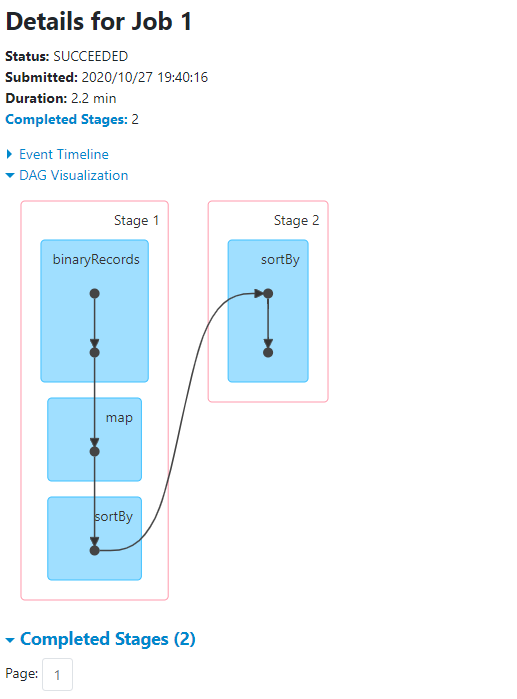 Details for Job 1
Status: SUCCEEDED
Submitted: 2020/10/27 19:40:16
Duration: 2.2 min
Completed Stages: 2
Event Timeline
DAG Visualization
Stage 1
binaryRecords
map
sortBy
Stage 2
sortBy
Completed Stages (2)
Page: 1